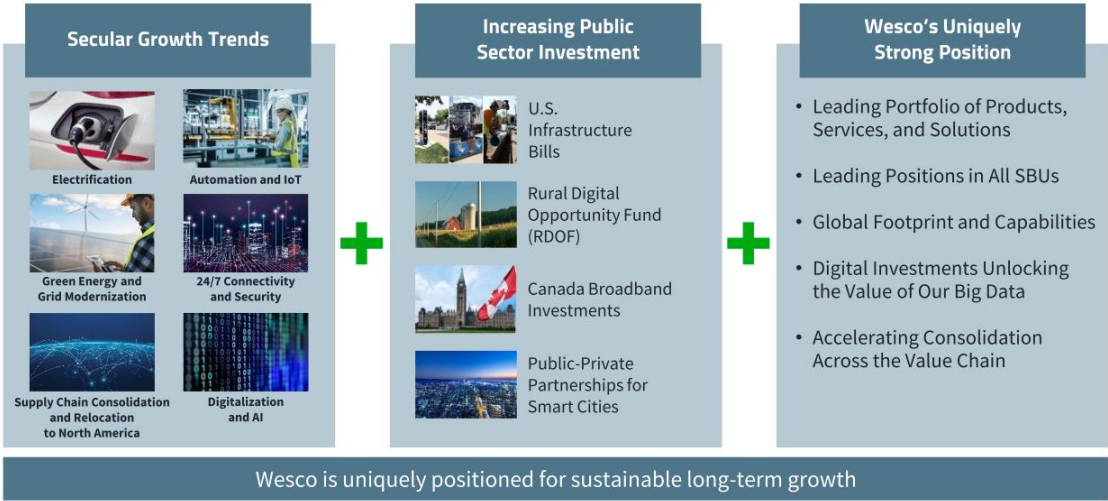 Secular Growth Trends
Electrification
Automation and IoT
Green Energy and
Grid Modernization
24/7 Connectivity
and Security
Supply Chain Consolidation
and Relocation
to North America
Digitalization
and AI
Increasing Public
Sector Investment
U.S.
Infrastructure
Bills
Rural Digital
Opportunity Fund
(RDOF)
Canada Broadband
Investments
Public-Private
Partnerships for
Smart Cities
Wesco's Uniquely
Strong Position
• Leading Portfolio of Products,
Services, and Solutions
• Leading Positions in All SBUs
• Global Footprint and Capabilities
• Digital Investments Unlocking
the Value of Our Big Data
• Accelerating Consolidation
Across the Value Chain
Wesco is uniquely positioned for sustainable long-term growth